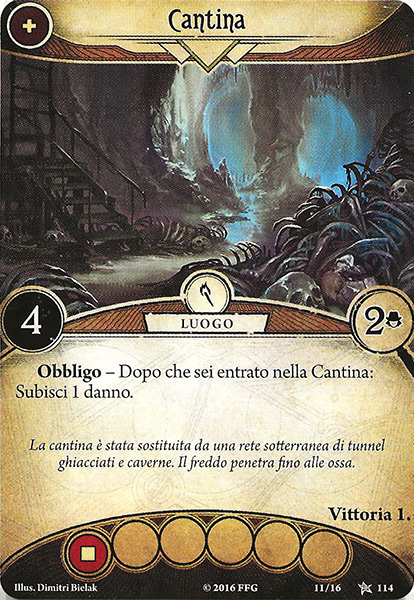 Cantina
4
LUOGO
2
Obbligo – Dopo che sei entrato nella Cantina:
Subisci 1 danno.
La cantina è stata sostituita da una rete sotterranea di tunnel
ghiacciati e caverne. Il freddo penetra fino alle ossa.
Vittoria 1.
Illus. Dimitri Bielak
© 2016 FFG
11/16
114